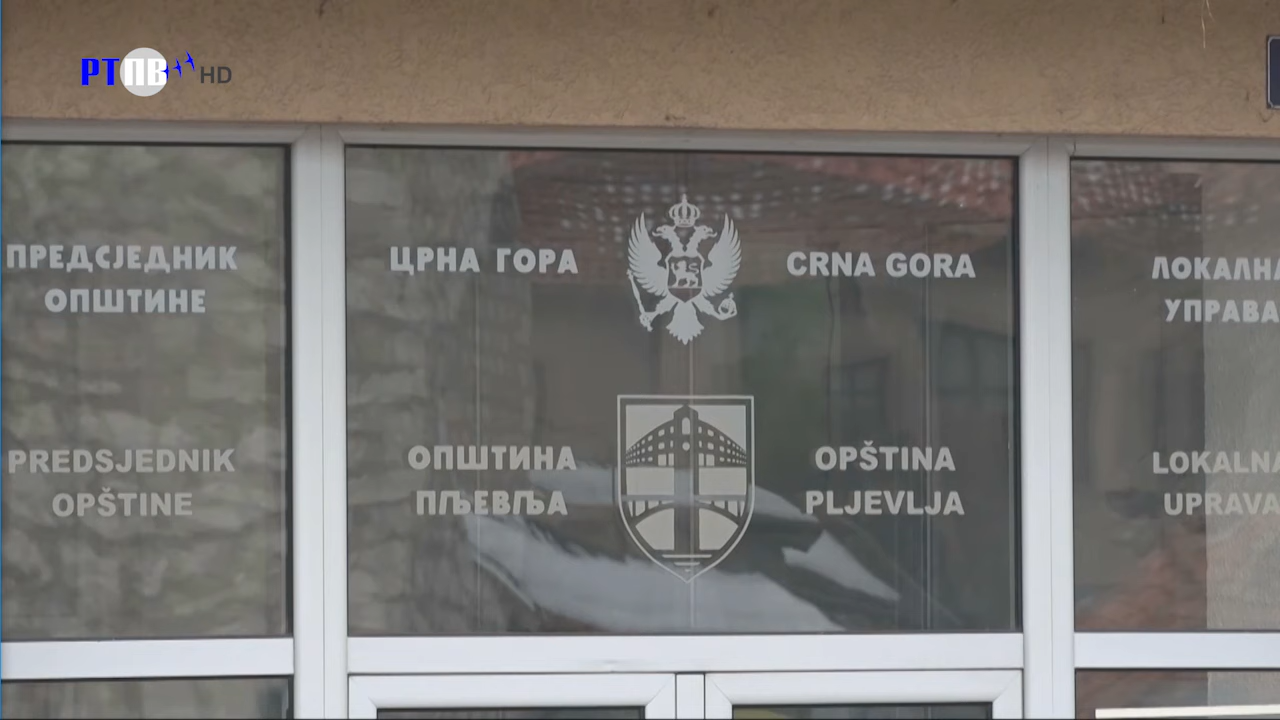 РТПВ HD
ПРЕДСЈЕДНИК
ОПШТИНЕ
PREDSJEDNIK
OPŠTINE
ЦРНА ГОРА
CRNA GORA
ОПШТИНА
ПЉЕВЉА
OPŠTINA
PLJEVLJA
ЛОКАЛНА
УПРАВА
LOKALNA
UPRAVA